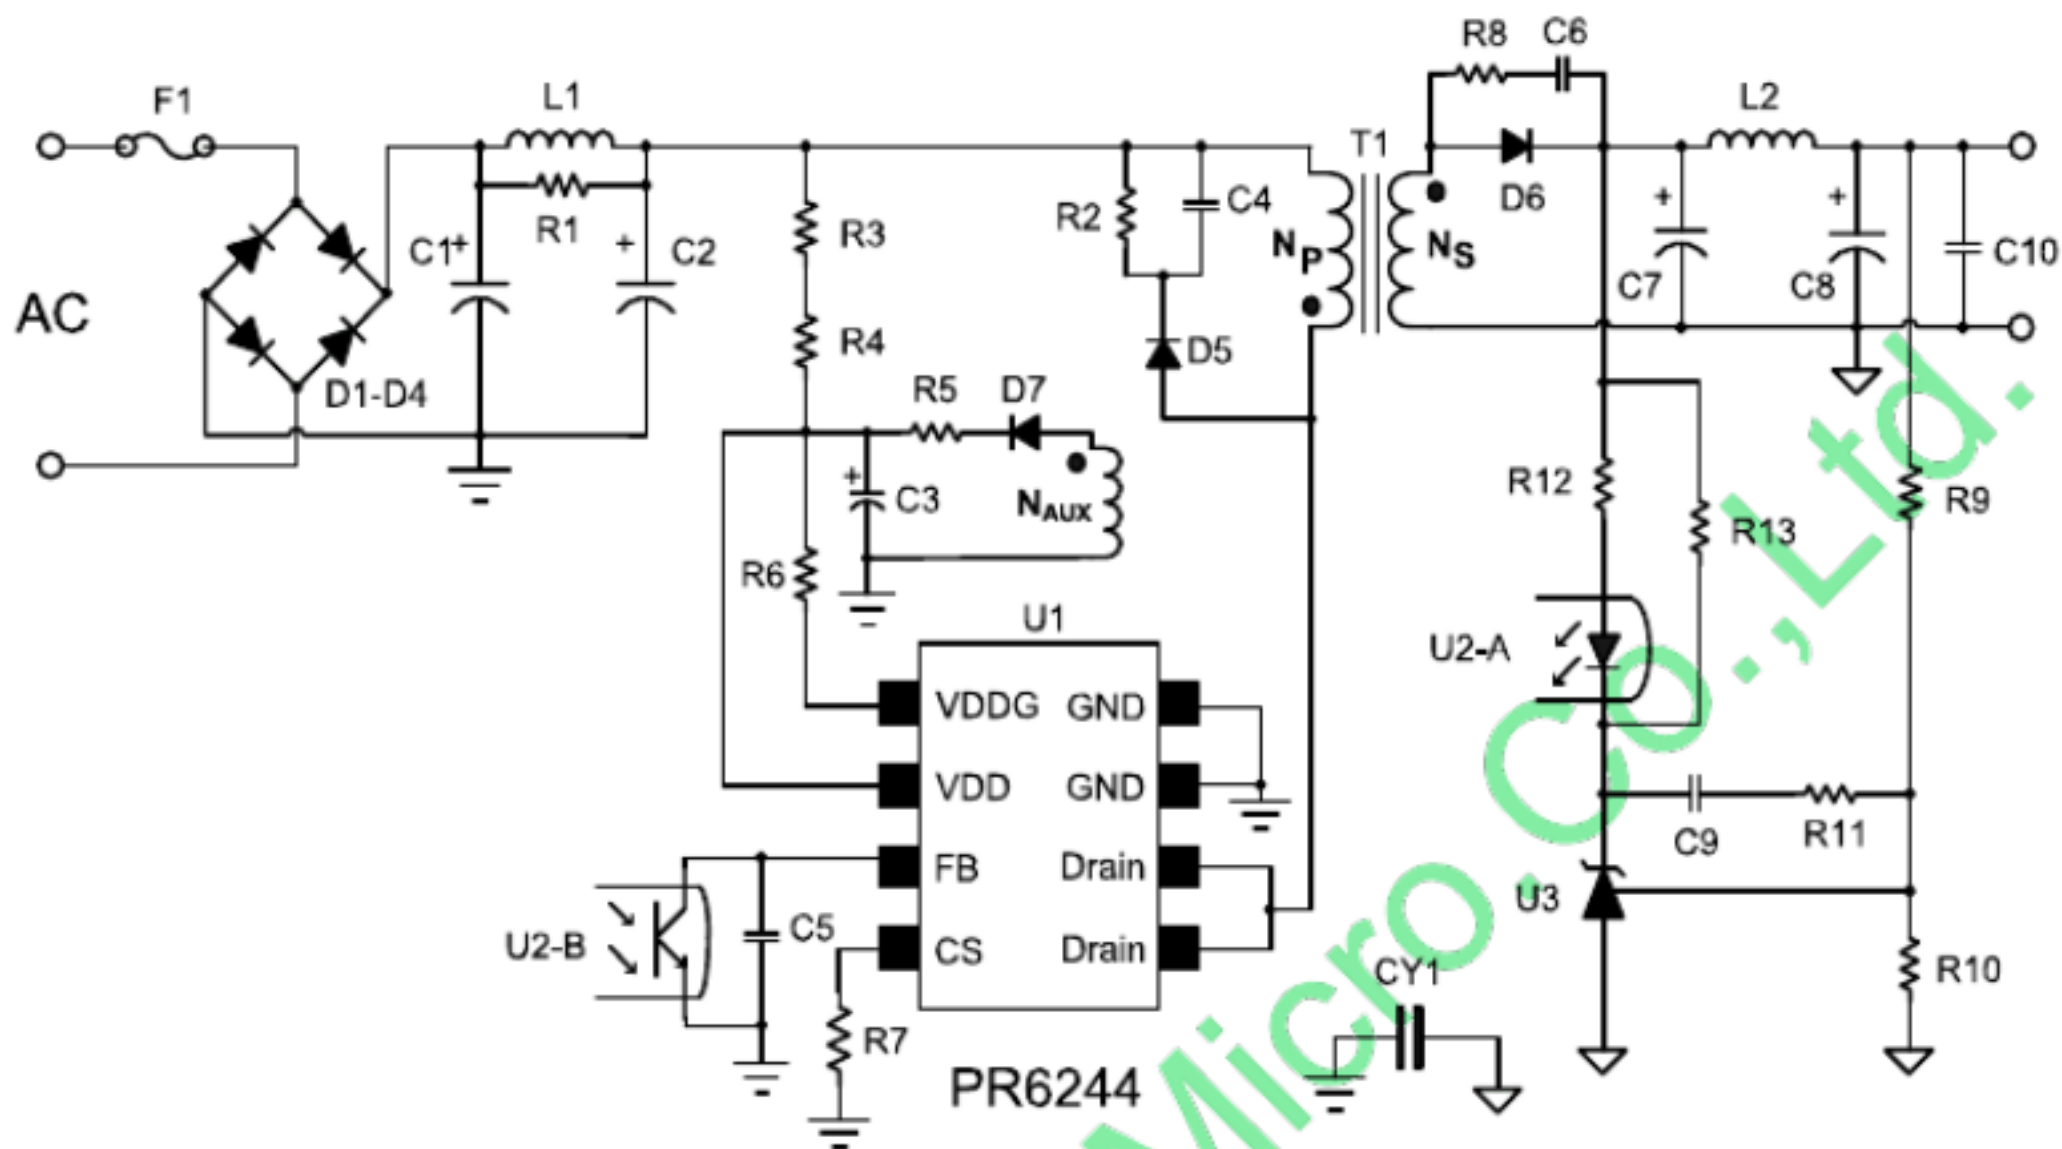 R8 C6
F1
L1
L2
T1
R1
C1
+
+
C2
R3
R2
C4
NP
NS
D6
+
C7
+
C8
C10
AC
R4
D5
D1-D4
R5 D7
+
C3
NAUX
R12
R13
R9
R6
U1
U2-A
VDDG GND
VDD GND
FB Drain
CS Drain
C9
R11
U3
U2-B
C5
R7
CY1
R10
PR6244
Micro.Co.,Ltd.